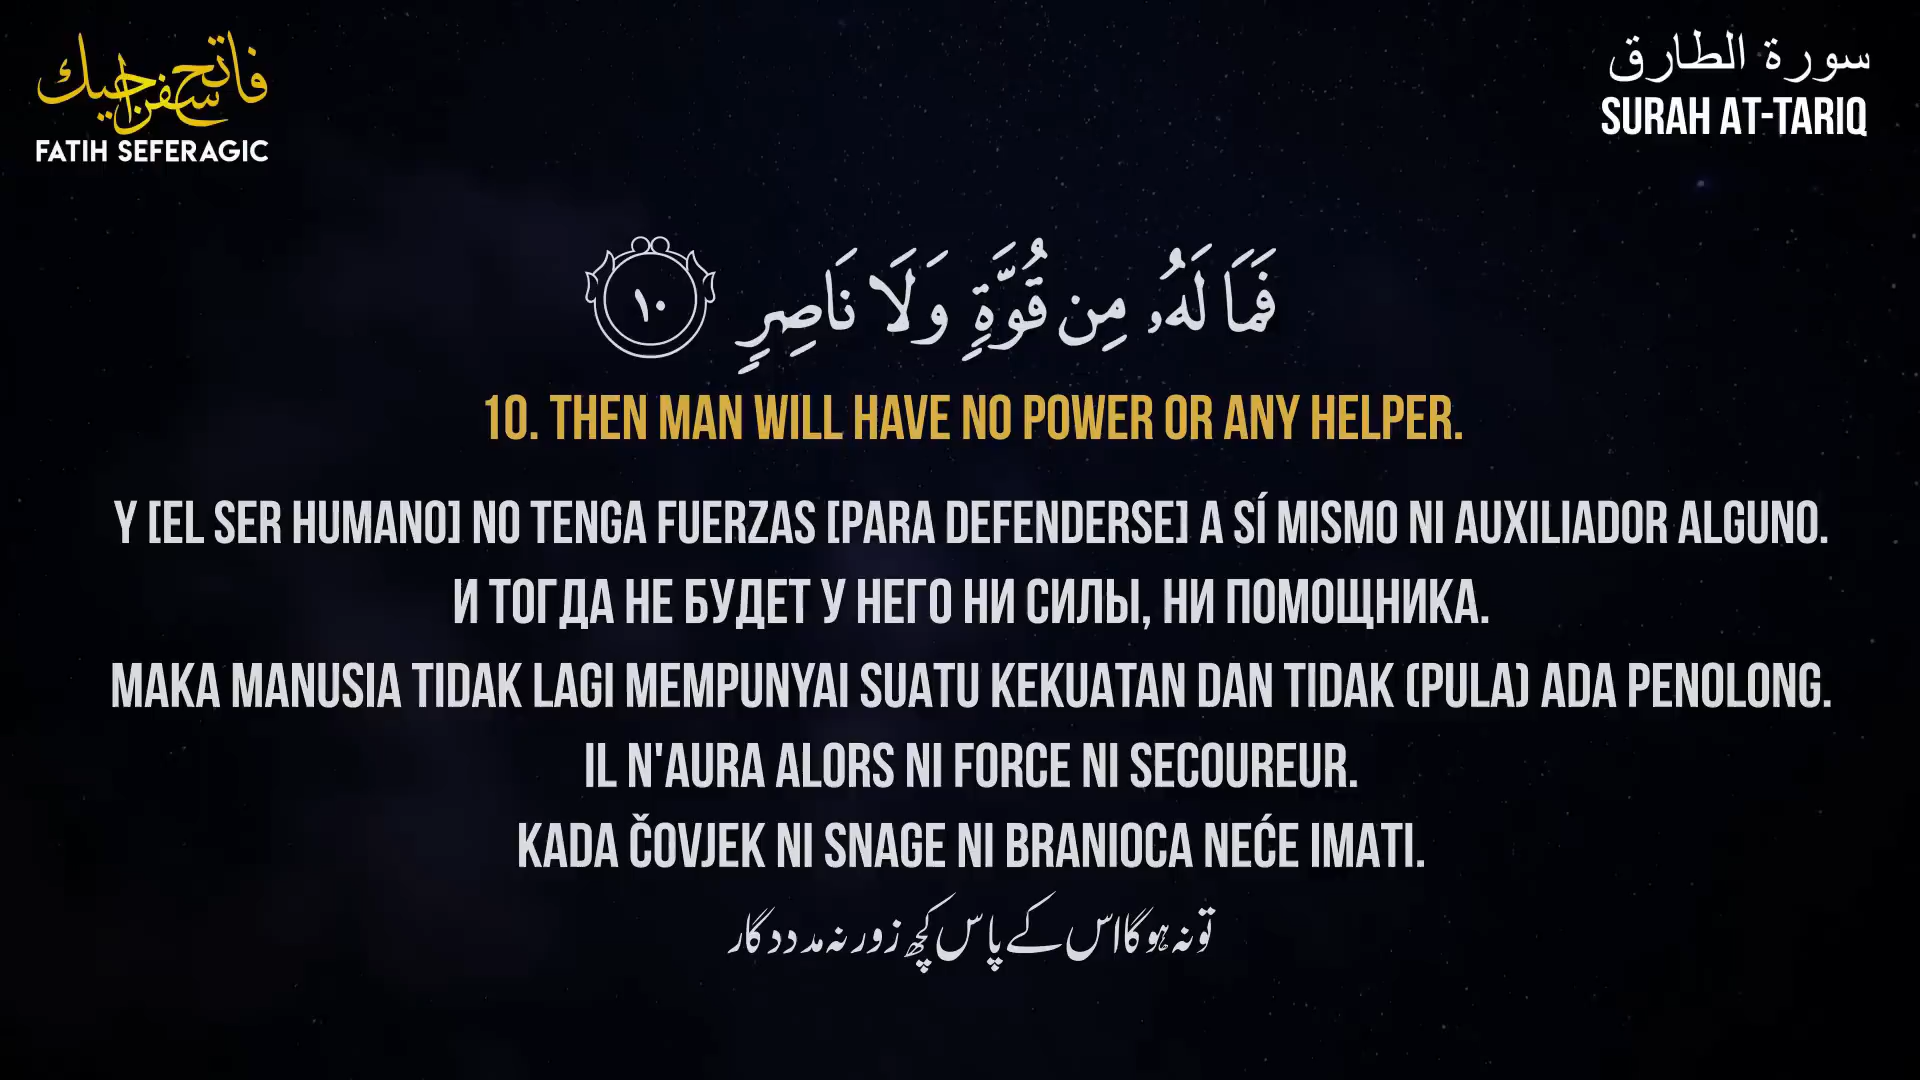 فاتح سفراجيك
FATIH SEFERAGIC
سورة الطارق
SURAH AT-TARIQ
فَمَا لَهُۥ مِن قُوَّةٍۢ وَلَا نَاصِرٍۢ ١٠
10. THEN MAN WILL HAVE NO POWER OR ANY HELPER.
Y [EL SER HUMANO] NO TENGA FUERZAS [PARA DEFENDERSE] A SÍ MISMO NI AUXILIADOR ALGUNO.
И ТОГДА НЕ БУДЕТ У НЕГО НИ СИЛЫ, НИ ПОМОЩНИКА.
MAKA MANUSIA TIDAK LAGI MEMPUNYAI SUATU KEKUATAN DAN TIDAK (PULA) ADA PENOLONG.
IL N'AURA ALORS NI FORCE NI SECOUREUR.
KADA ČOVJEK NI SNAGE NI BRANIOCA NEĆE IMATI.
تو نہ ہوگا اس کے پاس کچھ زور نہ مدد دگار